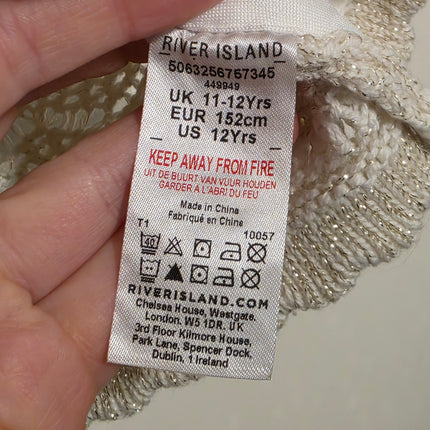 RIVER ISLAND
5063256757345
449949
UK 11-12Yrs
EUR 152cm
US 12Yrs
KEEP AWAY FROM FIRE
UIT DE BUURT VAN VUUR HOUDEN
GARDER À L'ABRI DU FEU
Made in China
Fabriqué en Chine
T1 10057
40
RIVERISLAND.COM
Chelsea House, Westgate,
London. W5 1DR. UK
3rd Floor Kilmore House,
Park Lane, Spencer Dock,
Dublin, 1 Ireland